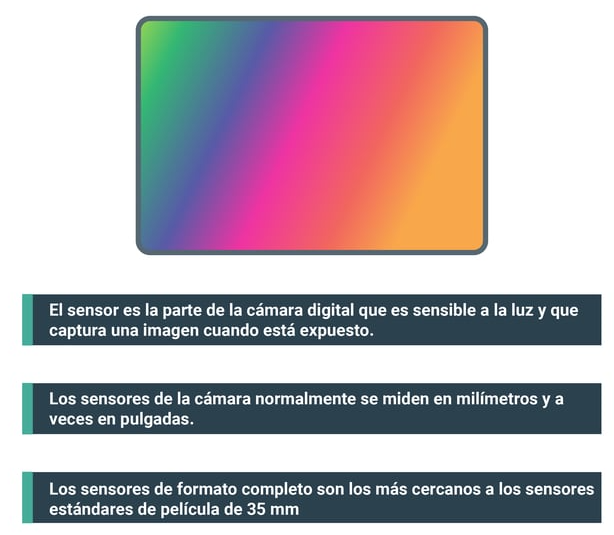 El sensor es la parte de la cámara digital que es sensible a la luz y que
captura una imagen cuando está expuesto.
Los sensores de la cámara normalmente se miden en milímetros y a
veces en pulgadas.
Los sensores de formato completo son los más cercanos a los sensores
estándares de película de 35 mm